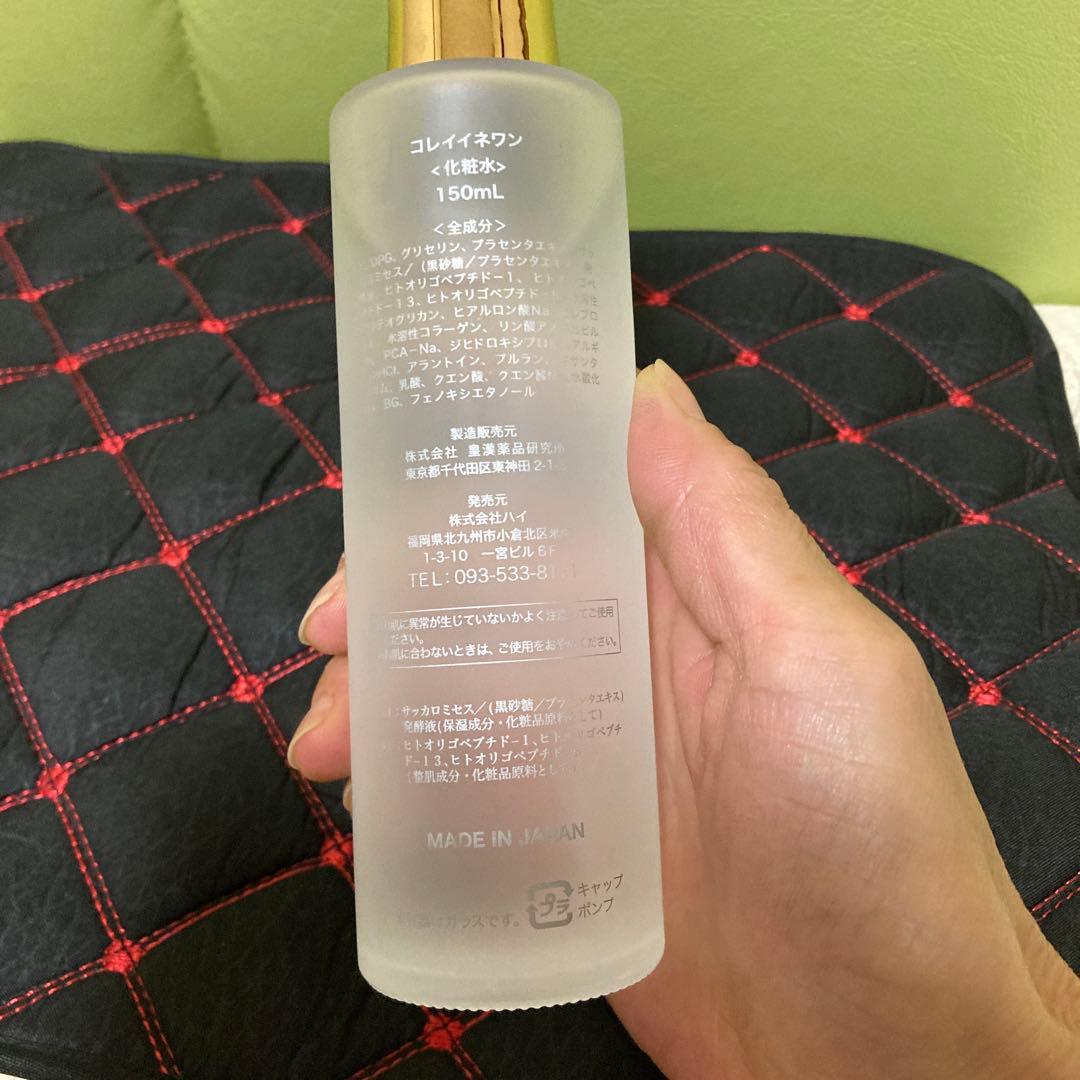 コレイイネワン
<化粧水>
150mL
<全成分>
DPG、グリセリン、プラセンタエキ
ミセス/(黒砂糖/プラセンタエキ
ヒトオリゴペプチド-1、ヒト
ド-13、ヒトオリゴペプチド-
テオグリカン、ヒアルロン酸Na、
水溶性コラーゲン、リン酸ア
PCA-Na、ジヒドロキシプロ
HCl、アラントイン、プルラン、
ム、乳酸、クエン酸、クエン酸
BG、フェノキシエタノール
製造販売元
株式会社 皇漢薬品研究所
東京都千代田区東神田 2-1-
発売元
株式会社ハイ
福岡県北九州市小倉北区米
1-3-10 一宮ビル 6F
TEL:093-533-81
肌に異常が生じていないかよく注意してご使用
ください。
お肌に合わないときは、ご使用をおやめください。
サッカロミセス/(黒砂糖/プラセンタエキス)
発酵液(保湿成分・化粧品原料として)
ヒトオリゴペプチド-1、ヒトオリゴペプチ
ド-13、ヒトオリゴペプチド
(整肌成分・化粧品原料とし
MADE IN JAPAN
キャップ
プラ
ポンプ
ガラスです。